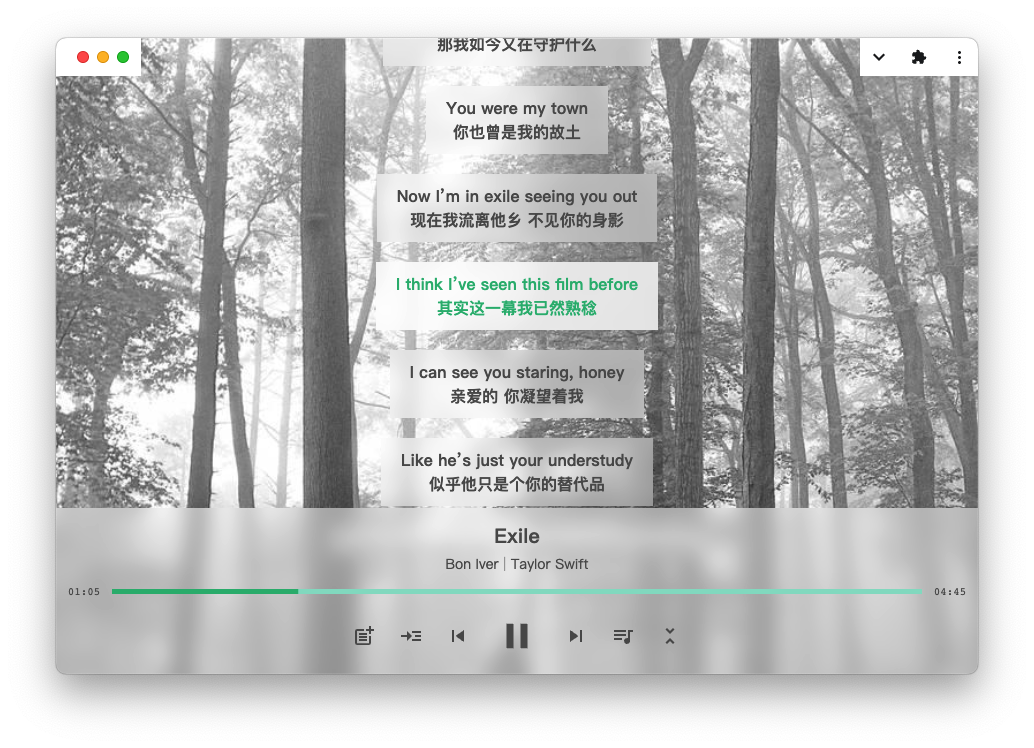 那我如今又在守护什么
You were my town
你也曾是我的故土
Now I’m in exile seeing you out
现在我流离他乡 不见你的身影
I think I’ve seen this film before
其实这一幕我已然熟稔
I can see you staring, honey
亲爱的 你凝望着我
Like he’s just your understudy
似乎他只是个你的替代品
Exile
Bon Iver | Taylor Swift
01:05
04:45